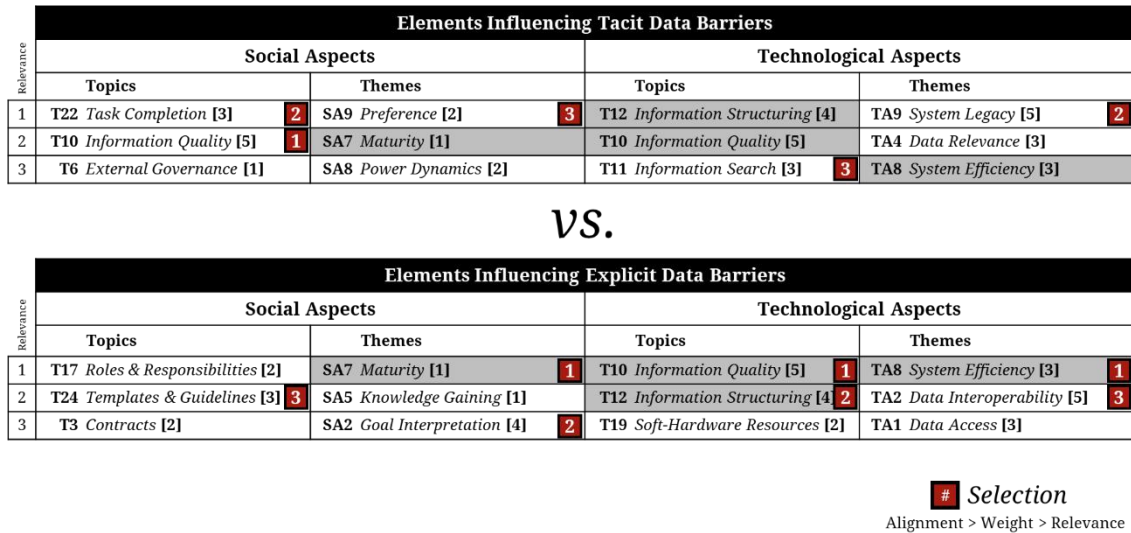 Elements Influencing Tacit Data Barriers
Relevance
Social Aspects Technological Aspects
Topics Themes Topics Themes
1 T22 Task Completion [3] 2 SA9 Preference [2] 3 T12 Information Structuring [4] TA9 System Legacy [5] 2
2 T10 Information Quality [5] 1 SA7 Maturity [1] T10 Information Quality [5] TA4 Data Relevance [3]
3 T6 External Governance [1] SA8 Power Dynamics [2] T11 Information Search [3] 3 TA8 System Efficiency [3]
vs.
Elements Influencing Explicit Data Barriers
Relevance
Social Aspects Technological Aspects
Topics Themes Topics Themes
1 T17 Roles & Responsibilities [2] SA7 Maturity [1] 1 T10 Information Quality [5] 1 TA8 System Efficiency [3] 1
2 T24 Templates & Guidelines [3] 3 SA5 Knowledge Gaining [1] T12 Information Structuring [4] 2 TA2 Data Interoperability [5] 3
3 T3 Contracts [2] SA2 Goal Interpretation [4] 2 T19 Soft-Hardware Resources [2] TA1 Data Access [3]
# Selection
Alignment > Weight > Relevance